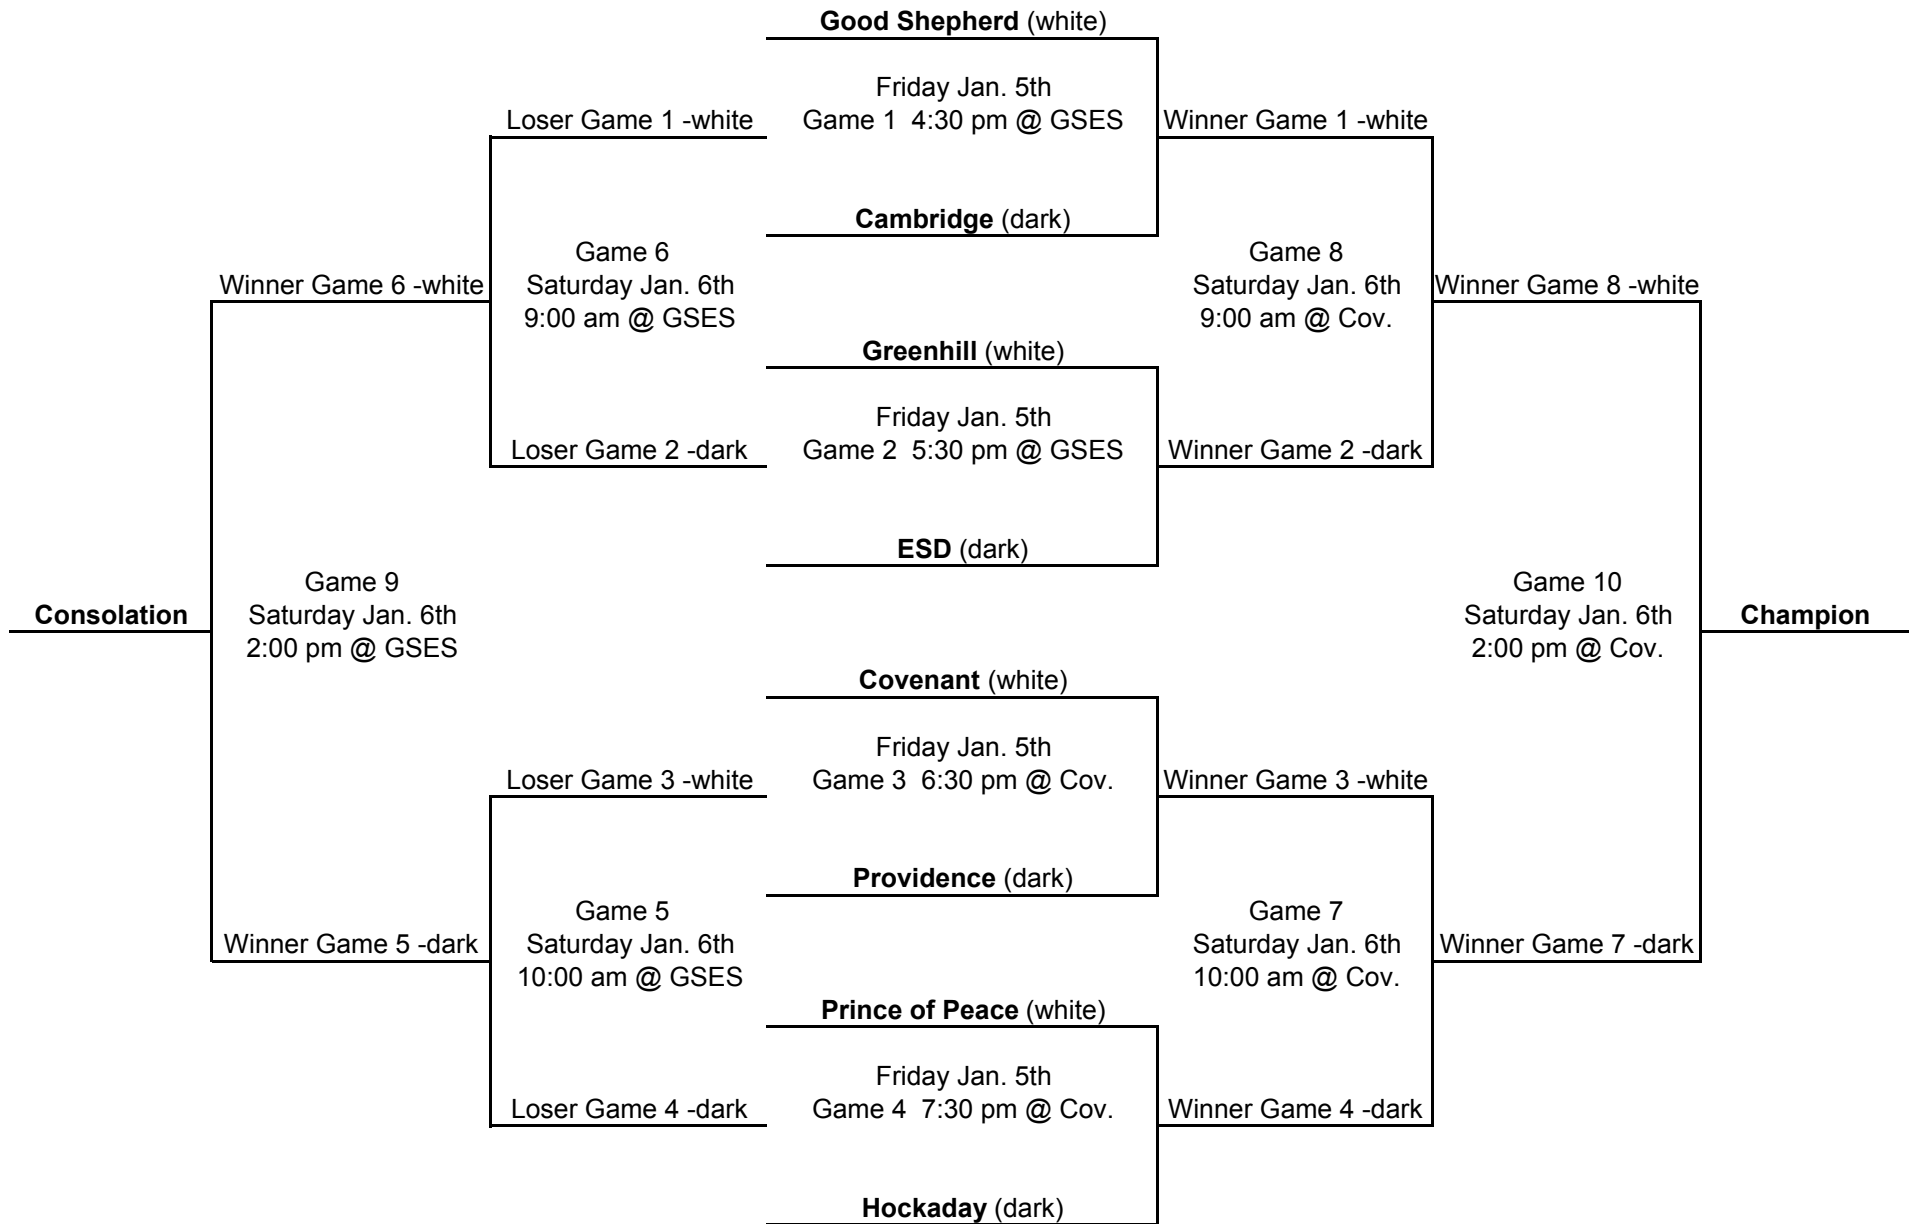 Good Shepherd (white)
Friday Jan. 5th
Loser Game 1 -white
Game 1 4:30 pm @ GSES
Winner Game 1 -white
Cambridge (dark)
Game 6
Saturday Jan. 6th
9:00 am @ GSES
Game 8
Saturday Jan. 6th
9:00 am @ Cov.
Winner Game 6 -white
Winner Game 8 -white
Greenhill (white)
Friday Jan. 5th
Loser Game 2 -dark
Game 2 5:30 pm @ GSES
Winner Game 2 -dark
ESD (dark)
Consolation
Game 9
Saturday Jan. 6th
2:00 pm @ GSES
Game 10
Saturday Jan. 6th
2:00 pm @ Cov.
Champion
Covenant (white)
Friday Jan. 5th
Loser Game 3 -white
Game 3 6:30 pm @ Cov.
Winner Game 3 -white
Providence (dark)
Game 5
Saturday Jan. 6th
10:00 am @ GSES
Game 7
Saturday Jan. 6th
10:00 am @ Cov.
Winner Game 5 -dark
Winner Game 7 -dark
Prince of Peace (white)
Friday Jan. 5th
Loser Game 4 -dark
Game 4 7:30 pm @ Cov.
Winner Game 4 -dark
Hockaday (dark)